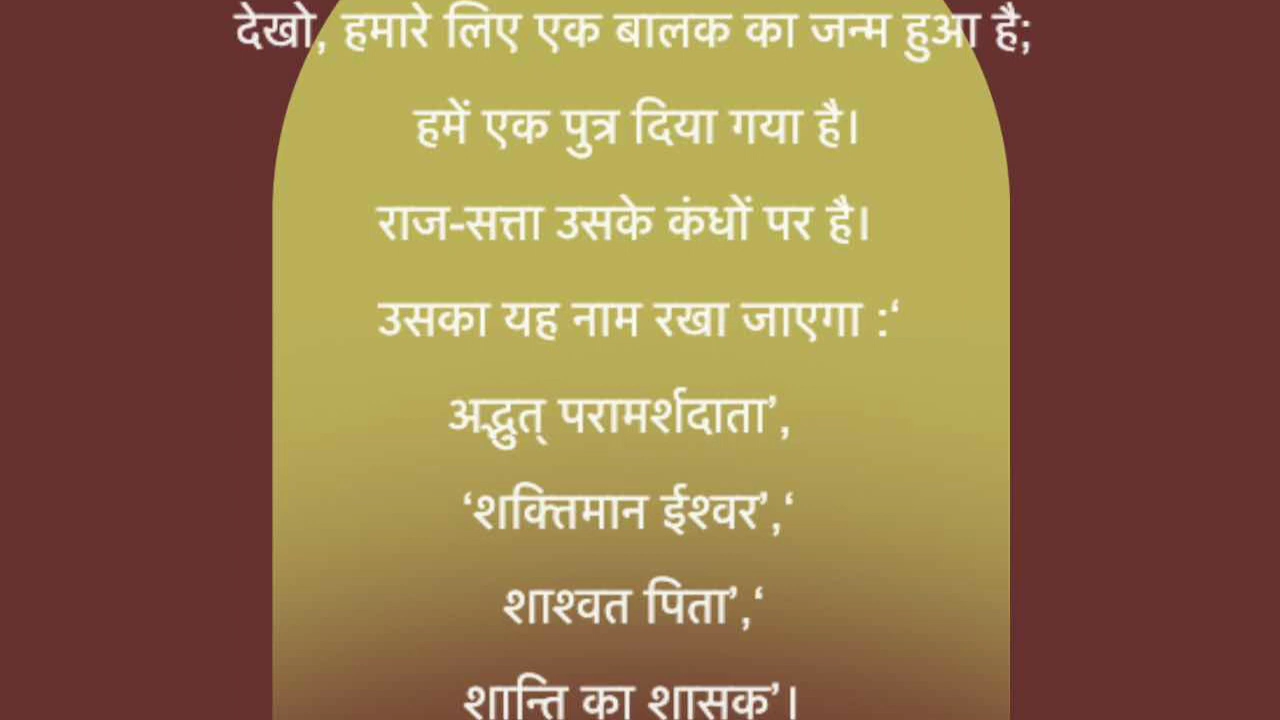 देखो, हमारे लिए एक बालक का जन्म हुआ है;
हमें एक पुत्र दिया गया है।
राज-सत्ता उसके कंधों पर है।
उसका यह नाम रखा जाएगा :‘
अद्भुत् परामर्शदाता’,
‘शक्तिमान ईश्वर’,‘
शाश्वत पिता’,‘
शान्ति का शासक’।